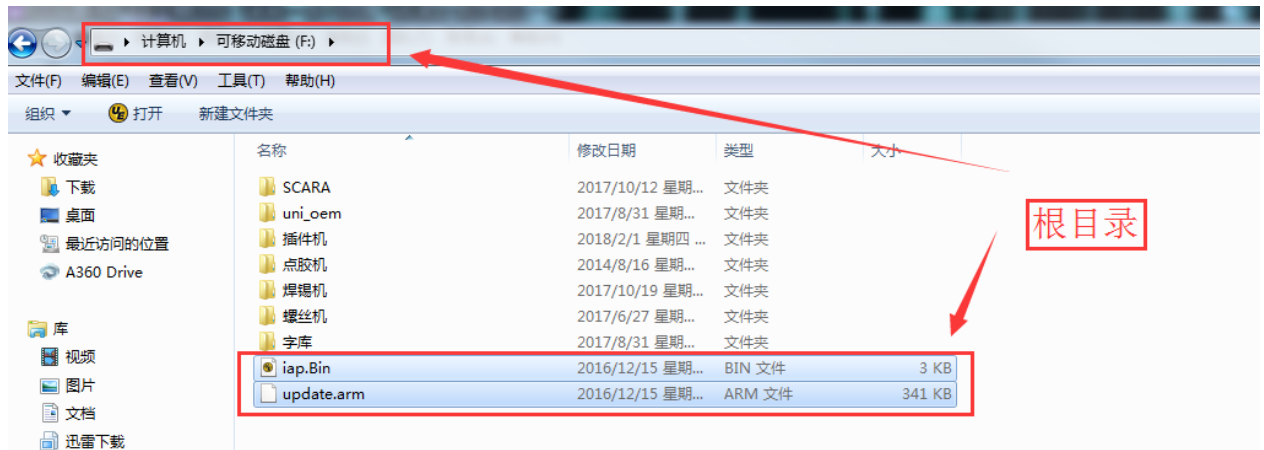 计算机 可移动磁盘 (F:)
文件(F) 编辑(E) 查看(V) 工具(T) 帮助(H)
组织 打开 新建文件夹
收藏夹
下载
桌面
最近访问的位置
A360 Drive
库
视频
图片
文档
迅雷下载
名称 修改日期 类型 大小
SCARA 2017/10/12 星期... 文件夹
uni_oem 2017/8/31 星期... 文件夹
插件机 2018/2/1 星期四 ... 文件夹
点胶机 2014/8/16 星期... 文件夹
焊锡机 2017/10/19 星期... 文件夹
螺丝机 2017/6/27 星期... 文件夹
字库 2017/8/31 星期... 文件夹
iap.Bin 2016/12/15 星期... BIN 文件 3 KB
update.arm 2016/12/15 星期... ARM 文件 341 KB
根目录